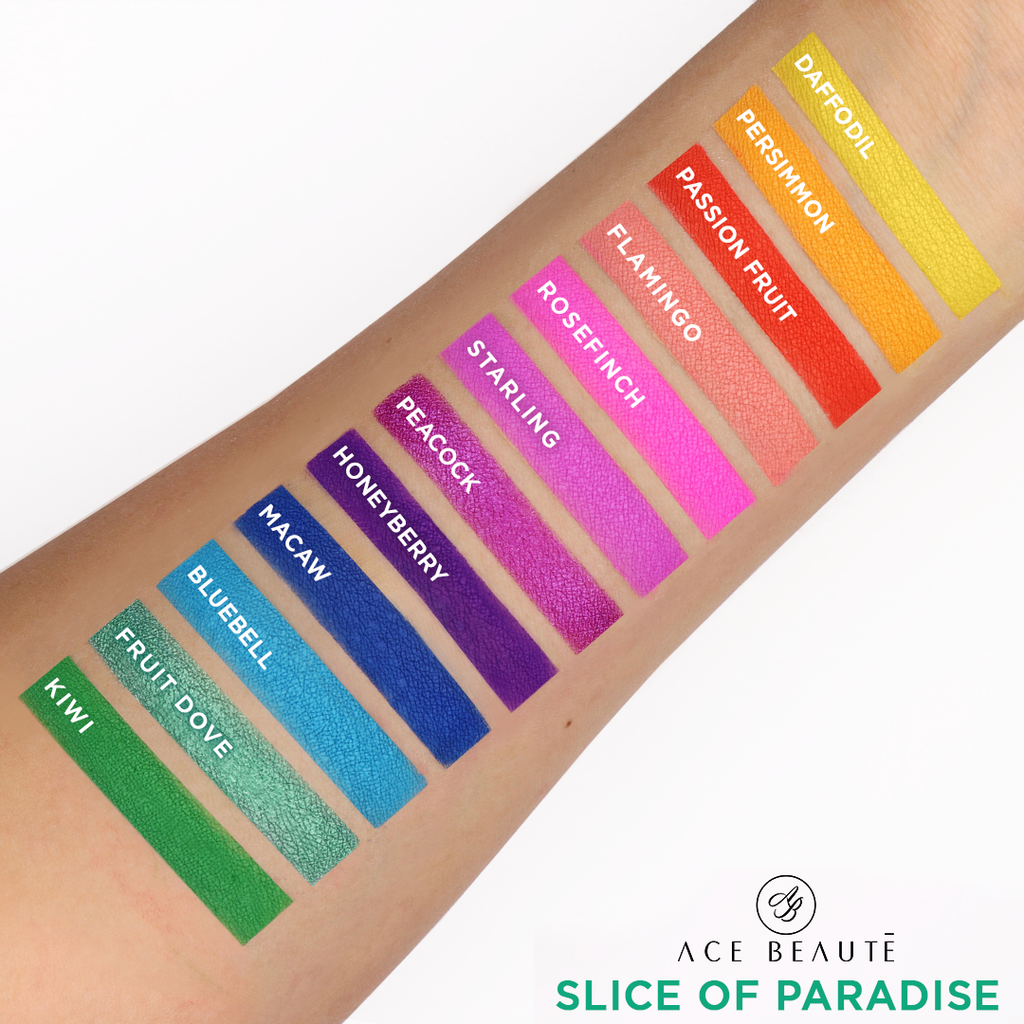 DAFFODIL
PERSIMMON
PASSION FRUIT
FLAMINGO
ROSEFINCH
STARLING
PEACOCK
HONEYBERRY
MACAW
BLUEBELL
FRUIT DOVE
KIWI
AB
ACE BEAUTĒ
SLICE OF PARADISE